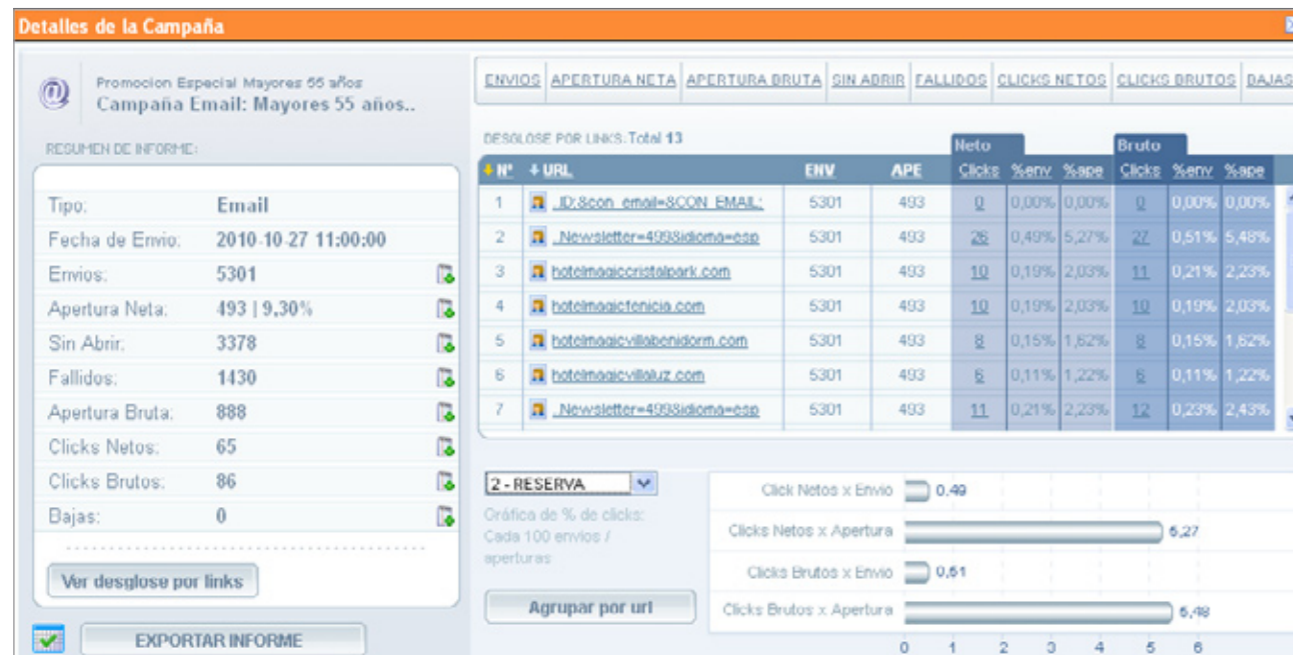 Detalles de la Campaña
Promocion Especial Mayores 55 años
Campaña Email: Mayores 55 años..
RESUMEN DE INFORME:
Tipo: Email
Fecha de Envio: 2010-10-27 11:00:00
Envios: 5301
Apertura Neta: 493 | 9,30%
Sin Abrir: 3378
Fallidos: 1430
Apertura Bruta: 888
Clicks Netos: 65
Clicks Brutos: 86
Bajas: 0
Ver desglose por links
EXPORTAR INFORME
ENVIOS APERTURA NETA APERTURA BRUTA SIN ABRIR FALLIDOS CLICKS NETOS CLICKS BRUTOS BAJAS
DESGLOSE POR LINKS. Total 13
Neto Bruto
Nº URL ENV APE Clicks %env %ape Clicks %env %ape
1 _ID;&con_email=&CON_EMAIL; 5301 493 0 0,00% 0,00% 0 0,00% 0,00%
2 _Newsletter=499&idioma=esp 5301 493 26 0,49% 5,27% 27 0,51% 5,48%
3 hotelmagiccristalpark.com 5301 493 10 0,19% 2,03% 11 0,21% 2,23%
4 hotelmagicfenicia.com 5301 493 10 0,19% 2,03% 10 0,19% 2,03%
5 hotelmagicvillabenidorm.com 5301 493 8 0,15% 1,62% 8 0,15% 1,62%
6 hotelmagicvillaluz.com 5301 493 6 0,11% 1,22% 6 0,11% 1,22%
7 _Newsletter=499&idioma=esp 5301 493 11 0,21% 2,23% 12 0,23% 2,43%
2 - RESERVA
Gráfica de % de clicks:
Cada 100 envios /
aperturas
Agrupar por url
Click Netos x Envio 0,49
Clicks Netos x Apertura 5,27
Clicks Brutos x Envio 0,51
Clicks Brutos x Apertura 5,48
0 1 2 3 4 5 6